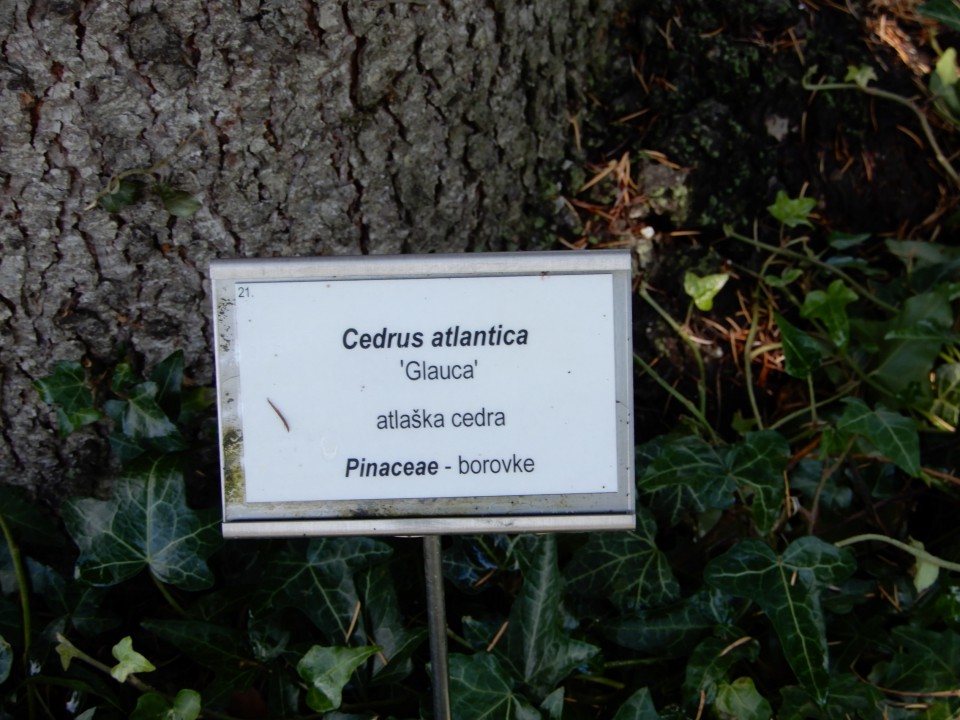 21.
Cedrus atlantica
'Glauca'
atlaška cedra
Pinaceae - borovke